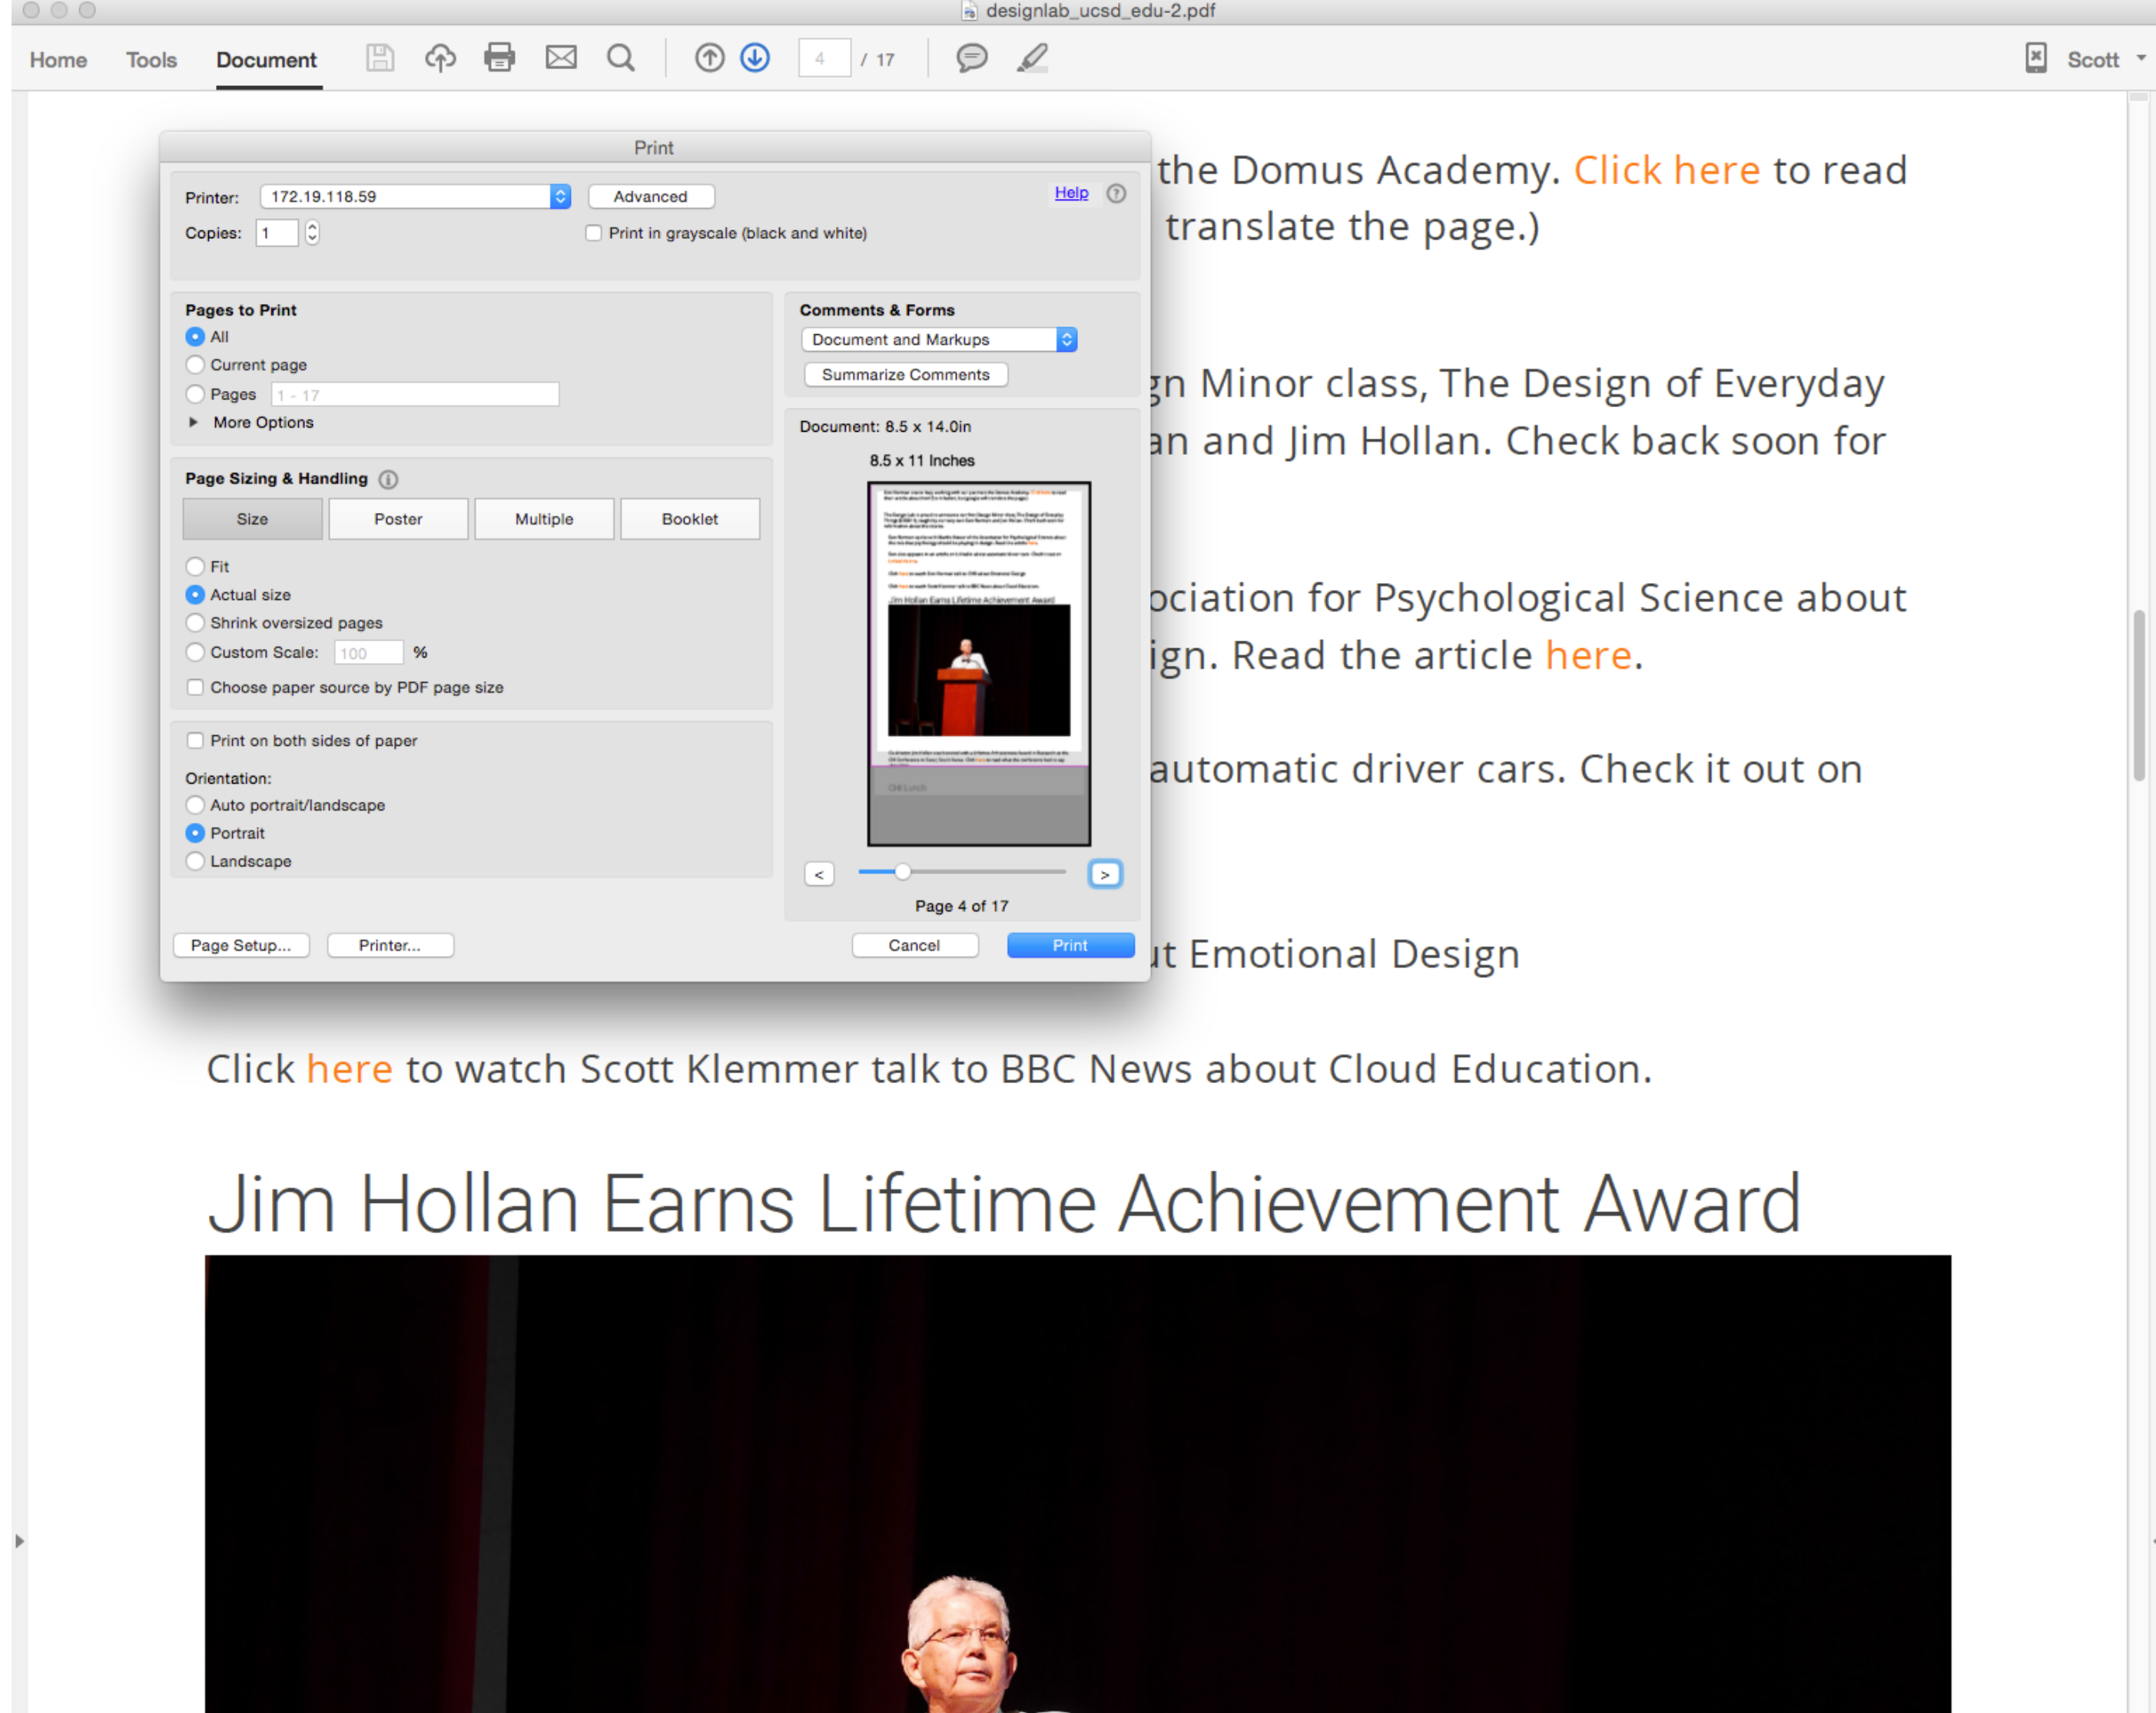 designlab_ucsd_edu-2.pdf
Home Tools Document 4 / 17 Scott
Print
Printer: 172.19.118.59 Advanced Help ?
Copies: 1 Print in grayscale (black and white)
Pages to Print
All
Current page
Pages 1 - 17
More Options
Comments & Forms
Document and Markups
Summarize Comments
Page Sizing & Handling
Size Poster Multiple Booklet
Fit
Actual size
Shrink oversized pages
Custom Scale: 100 %
Choose paper source by PDF page size
Print on both sides of paper
Orientation:
Auto portrait/landscape
Portrait
Landscape
Document: 8.5 x 14.0in
8.5 x 11 Inches
Jim Hollan Earns Lifetime Achievement Award
CHI Lunch
< >
Page 4 of 17
Page Setup... Printer... Cancel Print
the Domus Academy. Click here to read
translate the page.)
gn Minor class, The Design of Everyday
an and Jim Hollan. Check back soon for
ociation for Psychological Science about
ign. Read the article here.
automatic driver cars. Check it out on
ut Emotional Design
Click here to watch Scott Klemmer talk to BBC News about Cloud Education.
Jim Hollan Earns Lifetime Achievement Award